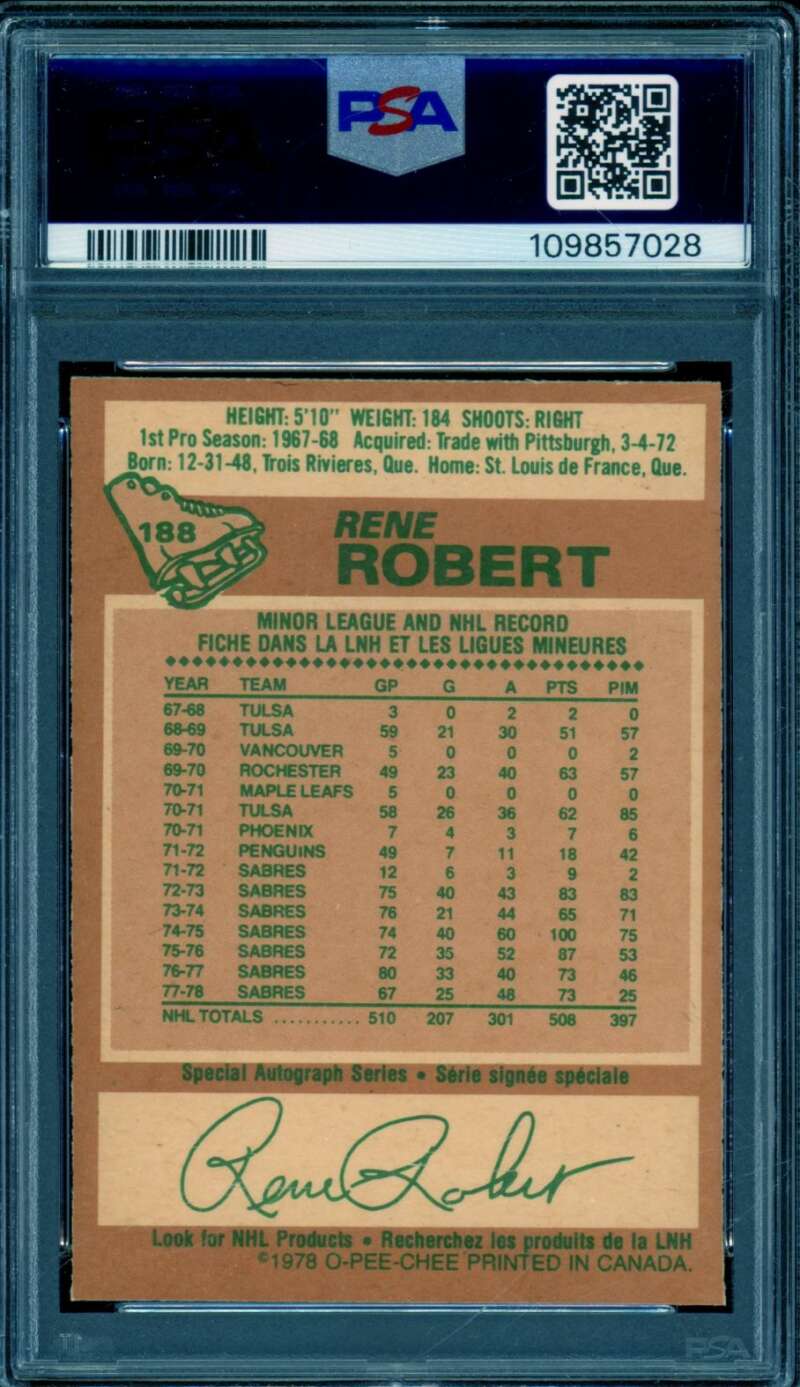 PSA
109857028
HEIGHT: 5'10" WEIGHT: 184 SHOOTS: RIGHT
1st Pro Season: 1967-68 Acquired: Trade with Pittsburgh, 3-4-72
Born: 12-31-48, Trois Rivieres, Que. Home: St. Louis de France, Que.
188
RENE
ROBERT
MINOR LEAGUE AND NHL RECORD
FICHE DANS LA LNH ET LES LIGUES MINEURES
YEAR TEAM GP G A PTS PIM
67-68 TULSA 3 0 2 2 0
68-69 TULSA 59 21 30 51 57
69-70 VANCOUVER 5 0 0 0 2
69-70 ROCHESTER 49 23 40 63 57
70-71 MAPLE LEAFS 5 0 0 0 0
70-71 TULSA 58 26 36 62 85
70-71 PHOENIX 7 4 3 7 6
71-72 PENGUINS 49 7 11 18 42
71-72 SABRES 12 6 3 9 2
72-73 SABRES 75 40 43 83 83
73-74 SABRES 76 21 44 65 71
74-75 SABRES 74 40 60 100 75
75-76 SABRES 72 35 52 87 53
76-77 SABRES 80 33 40 73 46
77-78 SABRES 67 25 48 73 25
NHL TOTALS ........... 510 207 301 508 397
Special Autograph Series • Série signée spéciale
Rene Robert
Look for NHL Products • Recherchez les produits de la LNH
©1978 O-PEE-CHEE PRINTED IN CANADA.
PSA